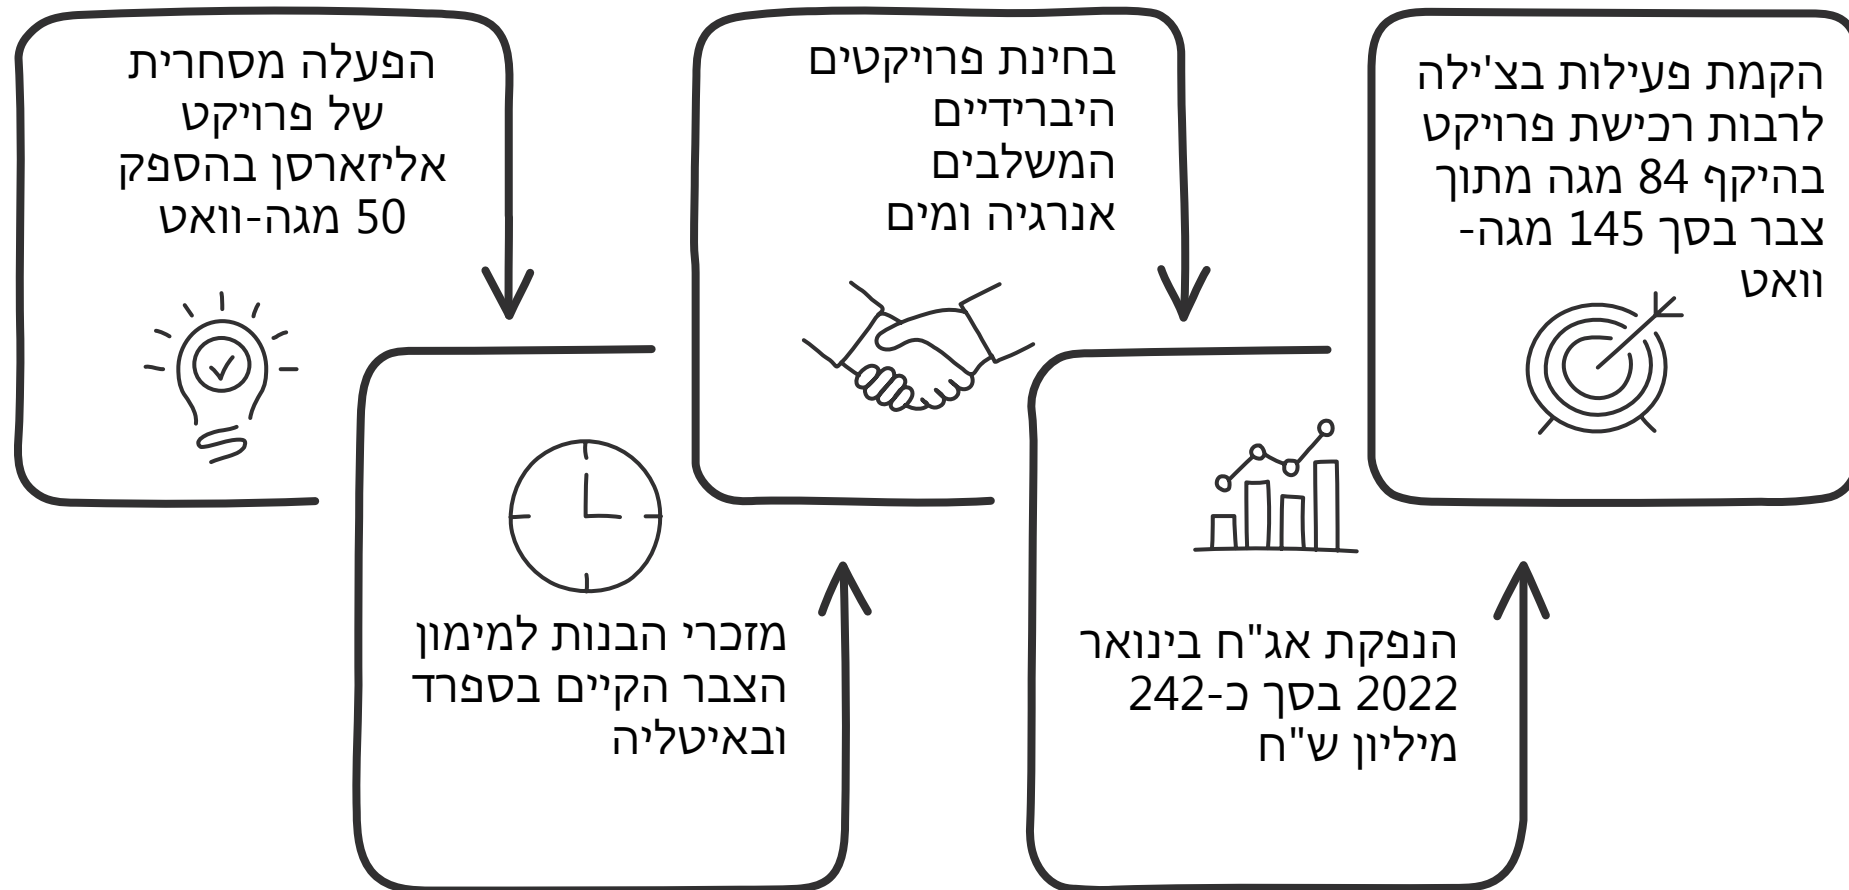 הפעלה מסחרית
של פרויקט
אליזארסן בהספק
50 מגה-וואט
מזכרי הבנות למימון
הצבר הקיים בספרד
ובאיטליה
בחינת פרויקטים
היברידיים
המשלבים
אנרגיה ומים
הנפקת אג"ח בינואר
2022 בסך כ-242
מיליון ש"ח
הקמת פעילות בצ'ילה
לרבות רכישת פרויקט
בהיקף 84 מגה מתוך
צבר בסך 145 מגה-
וואט